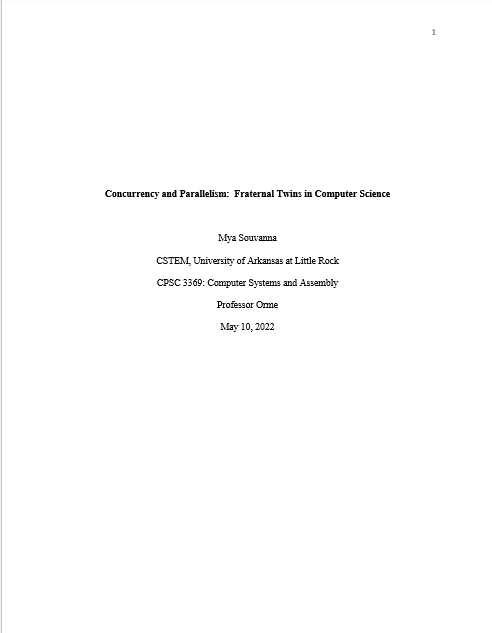 1
Concurrency and Parallelism:  Fraternal Twins in Computer Science
Mya Souvanna
CSTEM, University of Arkansas at Little Rock
CPSC 3369: Computer Systems and Assembly
Professor Orme
May 10, 2022